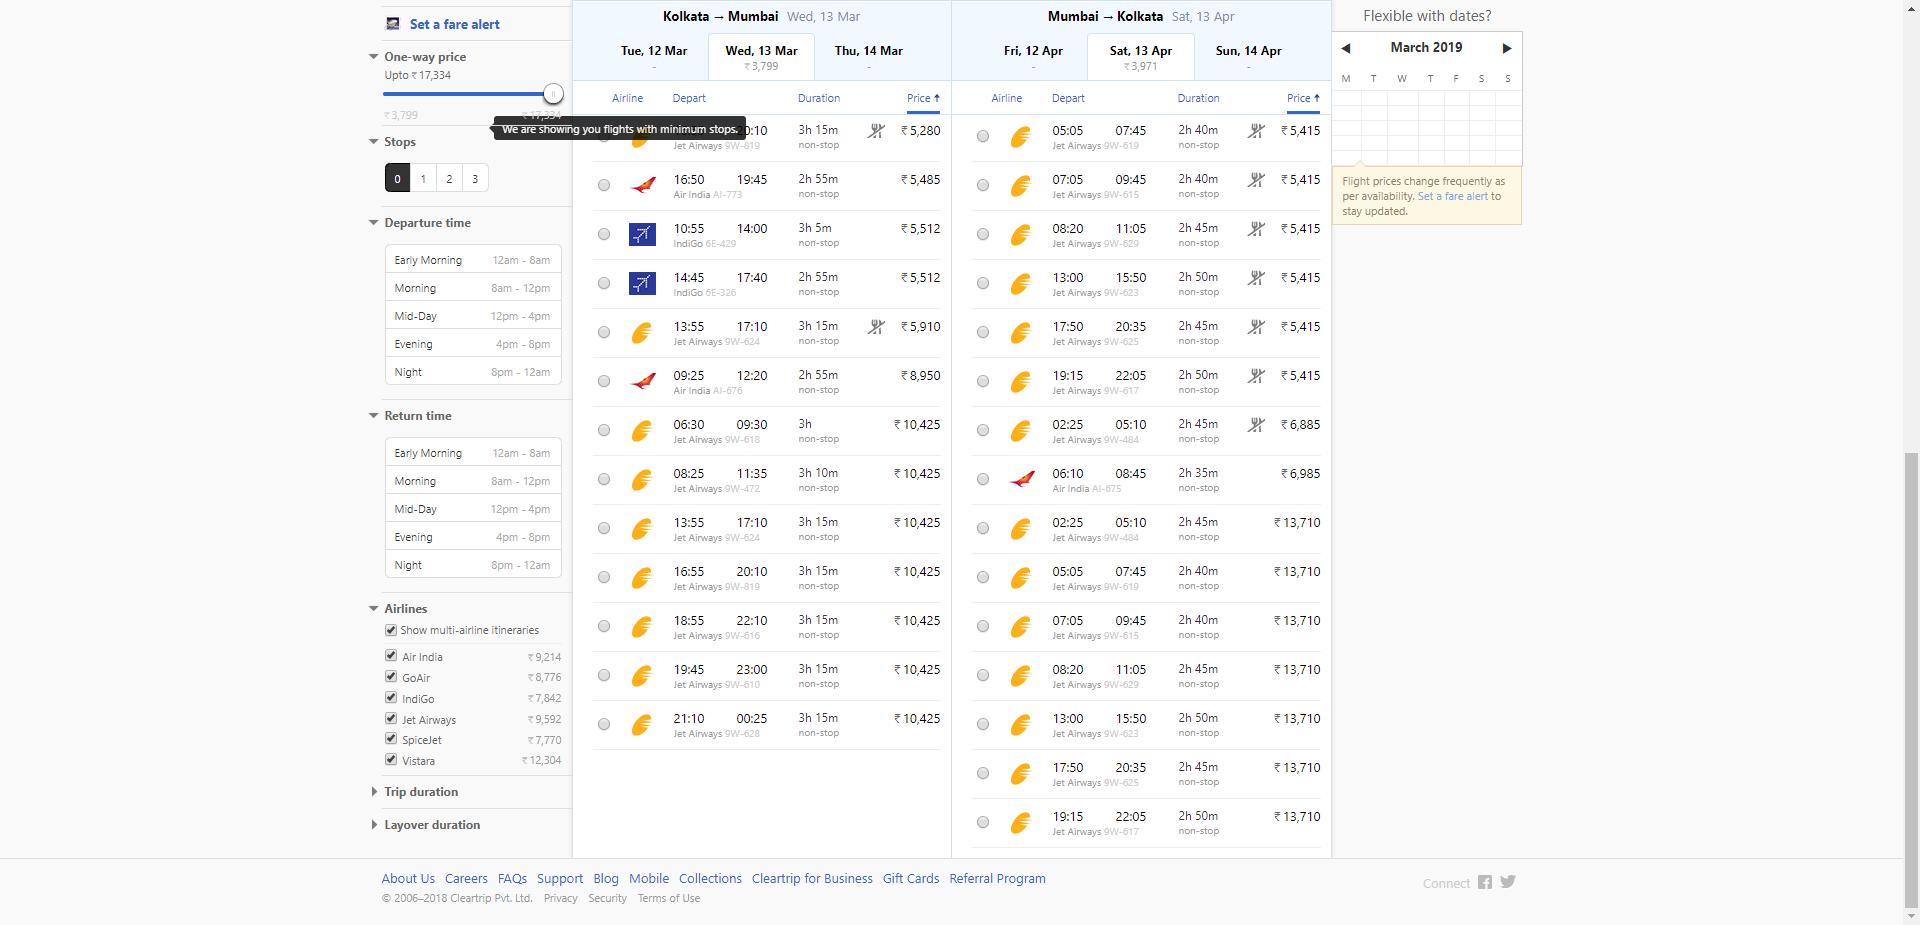 Set a fare alert
One-way price
Upto ₹ 17,334
₹ 3,799 ₹ 17,334
We are showing you flights with minimum stops.
Stops
0 1 2 3
Departure time
Early Morning 12am - 8am
Morning 8am - 12pm
Mid-Day 12pm - 4pm
Evening 4pm - 8pm
Night 8pm - 12am
Return time
Early Morning 12am - 8am
Morning 8am - 12pm
Mid-Day 12pm - 4pm
Evening 4pm - 8pm
Night 8pm - 12am
Airlines
Show multi-airline itineraries
Air India ₹ 9,214
GoAir ₹ 8,776
IndiGo ₹ 7,842
Jet Airways ₹ 9,592
SpiceJet ₹ 7,770
Vistara ₹ 12,304
Trip duration
Layover duration
Kolkata → Mumbai Wed, 13 Mar
Tue, 12 Mar Wed, 13 Mar Thu, 14 Mar
- ₹ 3,799 -
Airline Depart Duration Price ↑
0:10 3h 15m ₹ 5,280
Jet Airways 9W-819 non-stop
16:50 19:45 2h 55m ₹ 5,485
Air India AI-773 non-stop
10:55 14:00 3h 5m ₹ 5,512
IndiGo 6E-429 non-stop
14:45 17:40 2h 55m ₹ 5,512
IndiGo 6E-326 non-stop
13:55 17:10 3h 15m ₹ 5,910
Jet Airways 9W-624 non-stop
09:25 12:20 2h 55m ₹ 8,950
Air India AI-676 non-stop
06:30 09:30 3h ₹ 10,425
Jet Airways 9W-618 non-stop
08:25 11:35 3h 10m ₹ 10,425
Jet Airways 9W-472 non-stop
13:55 17:10 3h 15m ₹ 10,425
Jet Airways 9W-624 non-stop
16:55 20:10 3h 15m ₹ 10,425
Jet Airways 9W-819 non-stop
18:55 22:10 3h 15m ₹ 10,425
Jet Airways 9W-616 non-stop
19:45 23:00 3h 15m ₹ 10,425
Jet Airways 9W-610 non-stop
21:10 00:25 3h 15m ₹ 10,425
Jet Airways 9W-628 non-stop
Mumbai → Kolkata Sat, 13 Apr
Fri, 12 Apr Sat, 13 Apr Sun, 14 Apr
- ₹ 3,971 -
Airline Depart Duration Price ↑
05:05 07:45 2h 40m ₹ 5,415
Jet Airways 9W-619 non-stop
07:05 09:45 2h 40m ₹ 5,415
Jet Airways 9W-615 non-stop
08:20 11:05 2h 45m ₹ 5,415
Jet Airways 9W-629 non-stop
13:00 15:50 2h 50m ₹ 5,415
Jet Airways 9W-623 non-stop
17:50 20:35 2h 45m ₹ 5,415
Jet Airways 9W-625 non-stop
19:15 22:05 2h 50m ₹ 5,415
Jet Airways 9W-617 non-stop
02:25 05:10 2h 45m ₹ 6,885
Jet Airways 9W-484 non-stop
06:10 08:45 2h 35m ₹ 6,985
Air India AI-675 non-stop
02:25 05:10 2h 45m ₹ 13,710
Jet Airways 9W-484 non-stop
05:05 07:45 2h 40m ₹ 13,710
Jet Airways 9W-619 non-stop
07:05 09:45 2h 40m ₹ 13,710
Jet Airways 9W-615 non-stop
08:20 11:05 2h 45m ₹ 13,710
Jet Airways 9W-629 non-stop
13:00 15:50 2h 50m ₹ 13,710
Jet Airways 9W-623 non-stop
17:50 20:35 2h 45m ₹ 13,710
Jet Airways 9W-625 non-stop
19:15 22:05 2h 50m ₹ 13,710
Jet Airways 9W-617 non-stop
Flexible with dates?
March 2019
M T W T F S S
Flight prices change frequently as
per availability. Set a fare alert to
stay updated.
About Us Careers FAQs Support Blog Mobile Collections Cleartrip for Business Gift Cards Referral Program
© 2006–2018 Cleartrip Pvt. Ltd. Privacy Security Terms of Use
Connect